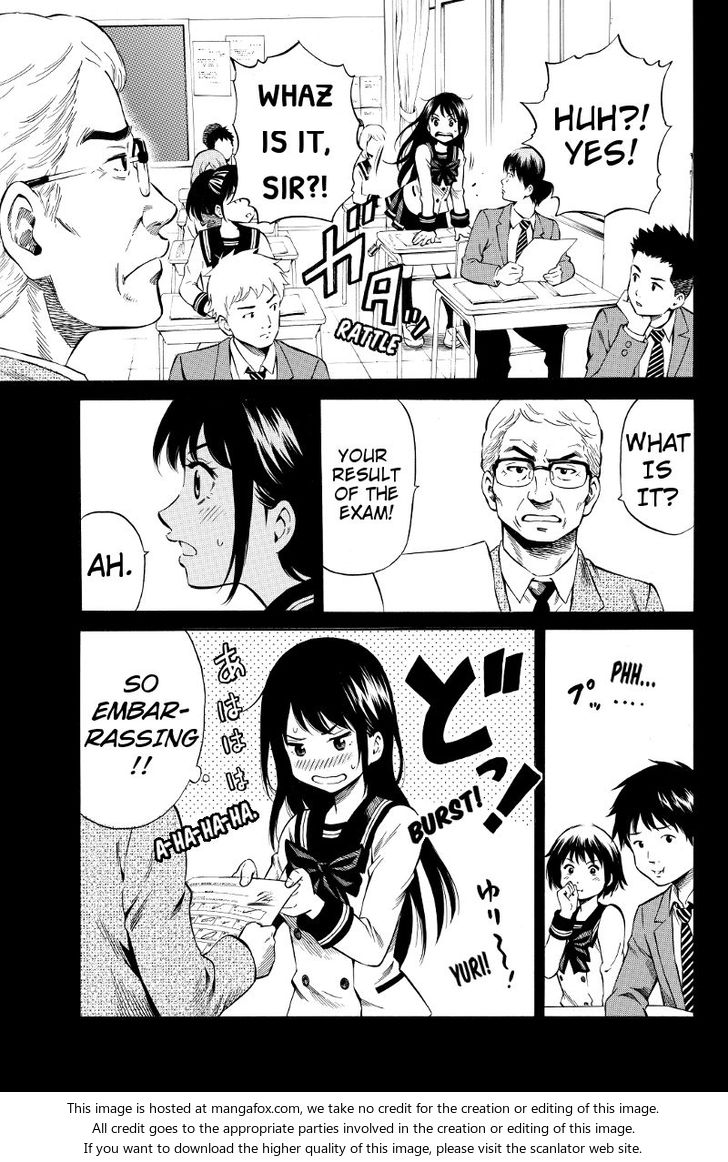 HUH?!
YES!
WHAZ
IS IT,
SIR?!
ガタッ
RATTLE
WHAT
IS
IT?
YOUR
RESULT
OF THE
EXAM!
AH.
プッ
PHH...
....
どっ!
BURST!
ゆり〜!
YURI!!
SO
EMBAR-
RASSING
!!
あははは
A-HA-HA-HA.
This image is hosted at mangafox.com, we take no credit for the creation or editing of this image.
All credit goes to the appropriate parties involved in the creation or editing of this image.
If you want to download the higher quality of this image, please visit the scanlator web site.